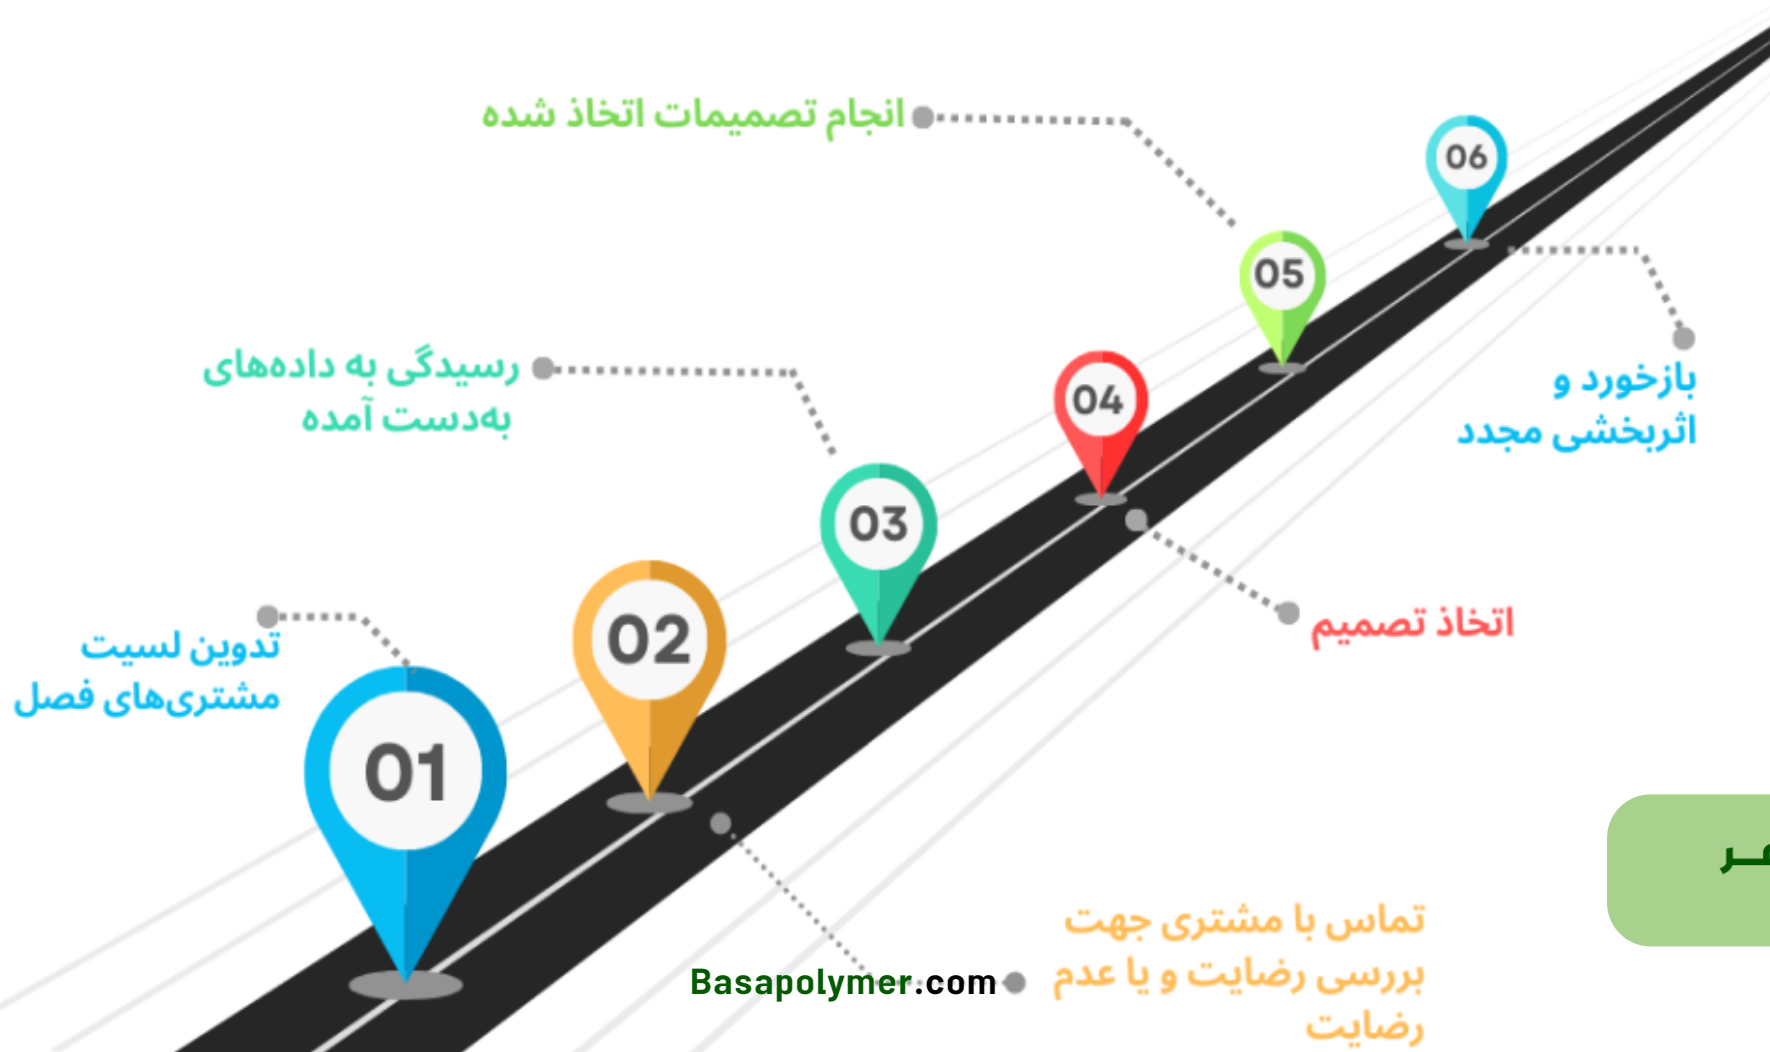 01
تدوین لسیت
مشتری‌های فصل
02
تماس با مشتری جهت
بررسی رضایت و یا عدم
رضایت
03
رسیدگی به داده‌های
به‌دست آمده
04
اتخاذ تصمیم
05
انجام تصمیمات اتخاذ شده
06
بازخورد و
اثربخشی مجدد
Basapolymer.com